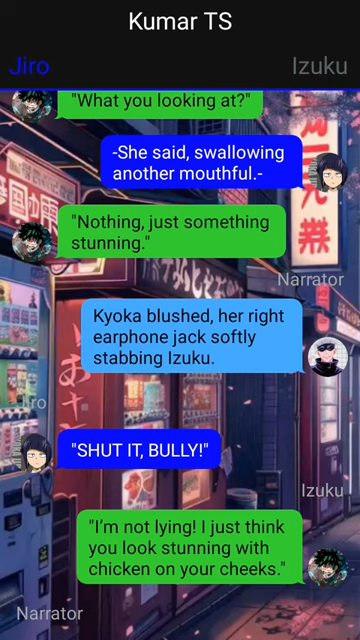 Kumar TS
Jiro
Izuku
"What you looking at?"
-She said, swallowing
another mouthful.-
"Nothing, just something
stunning."
Narrator
Kyoka blushed, her right
earphone jack softly
stabbing Izuku.
Jiro
"SHUT IT, BULLY!"
Izuku
"I'm not lying! I just think
you look stunning with
chicken on your cheeks."
Narrator